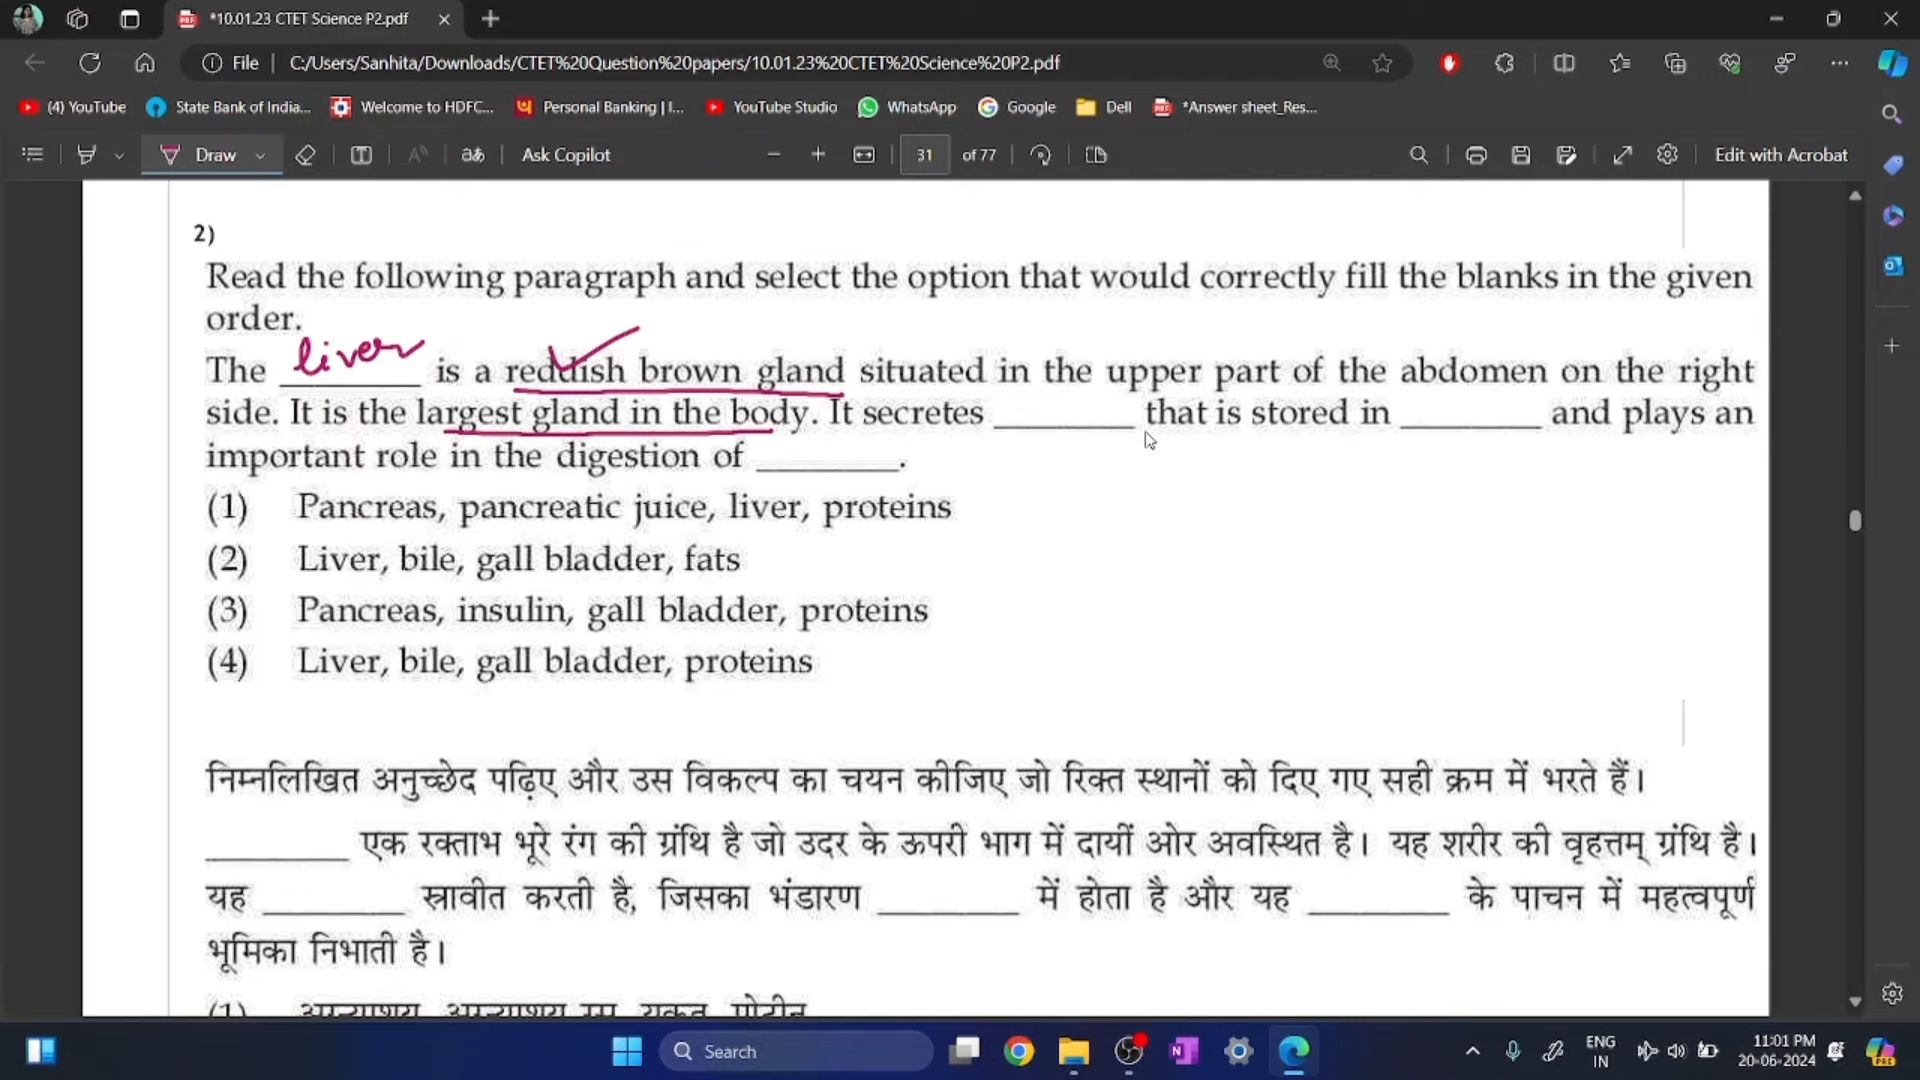 *10.01.23 CTET Science P2.pdf
File C:/Users/Sanhita/Downloads/CTET%20Question%20papers/10.01.23%20CTET%20Science%20P2.pdf
(4) YouTube State Bank of India... Welcome to HDFC... Personal Banking | I... YouTube Studio WhatsApp Google Dell *Answer sheet_Res...
Draw Ask Copilot 31 of 77 Edit with Acrobat
2)
Read the following paragraph and select the option that would correctly fill the blanks in the given
order.
The liver is a reddish brown gland situated in the upper part of the abdomen on the right
side. It is the largest gland in the body. It secretes ________ that is stored in ________ and plays an
important role in the digestion of ________.
(1) Pancreas, pancreatic juice, liver, proteins
(2) Liver, bile, gall bladder, fats
(3) Pancreas, insulin, gall bladder, proteins
(4) Liver, bile, gall bladder, proteins
निम्नलिखित अनुच्छेद पढ़िए और उस विकल्प का चयन कीजिए जो रिक्त स्थानों को दिए गए सही क्रम में भरते हैं।
________ एक रक्ताभ भूरे रंग की ग्रंथि है जो उदर के ऊपरी भाग में दायीं ओर अवस्थित है। यह शरीर की वृहत्तम् ग्रंथि है।
यह ________ स्रावीत करती है, जिसका भंडारण ________ में होता है और यह ________ के पाचन में महत्वपूर्ण
भूमिका निभाती है।
(1) अग्न्याशय, अग्न्याशय रस, यकृत, प्रोटीन
Search ENG 11:01 PM
IN 20-06-2024